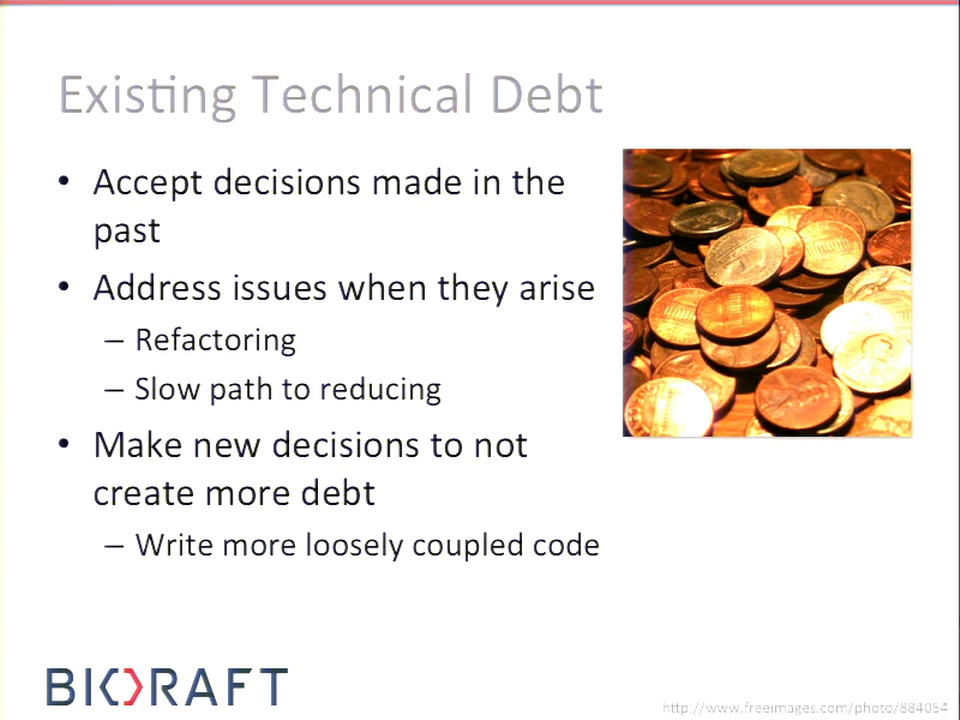 Existing Technical Debt
• Accept decisions made in the
past
• Address issues when they arise
– Refactoring
– Slow path to reducing
• Make new decisions to not
create more debt
– Write more loosely coupled code
BIORAFT
http://www.freeimages.com/photo/884054